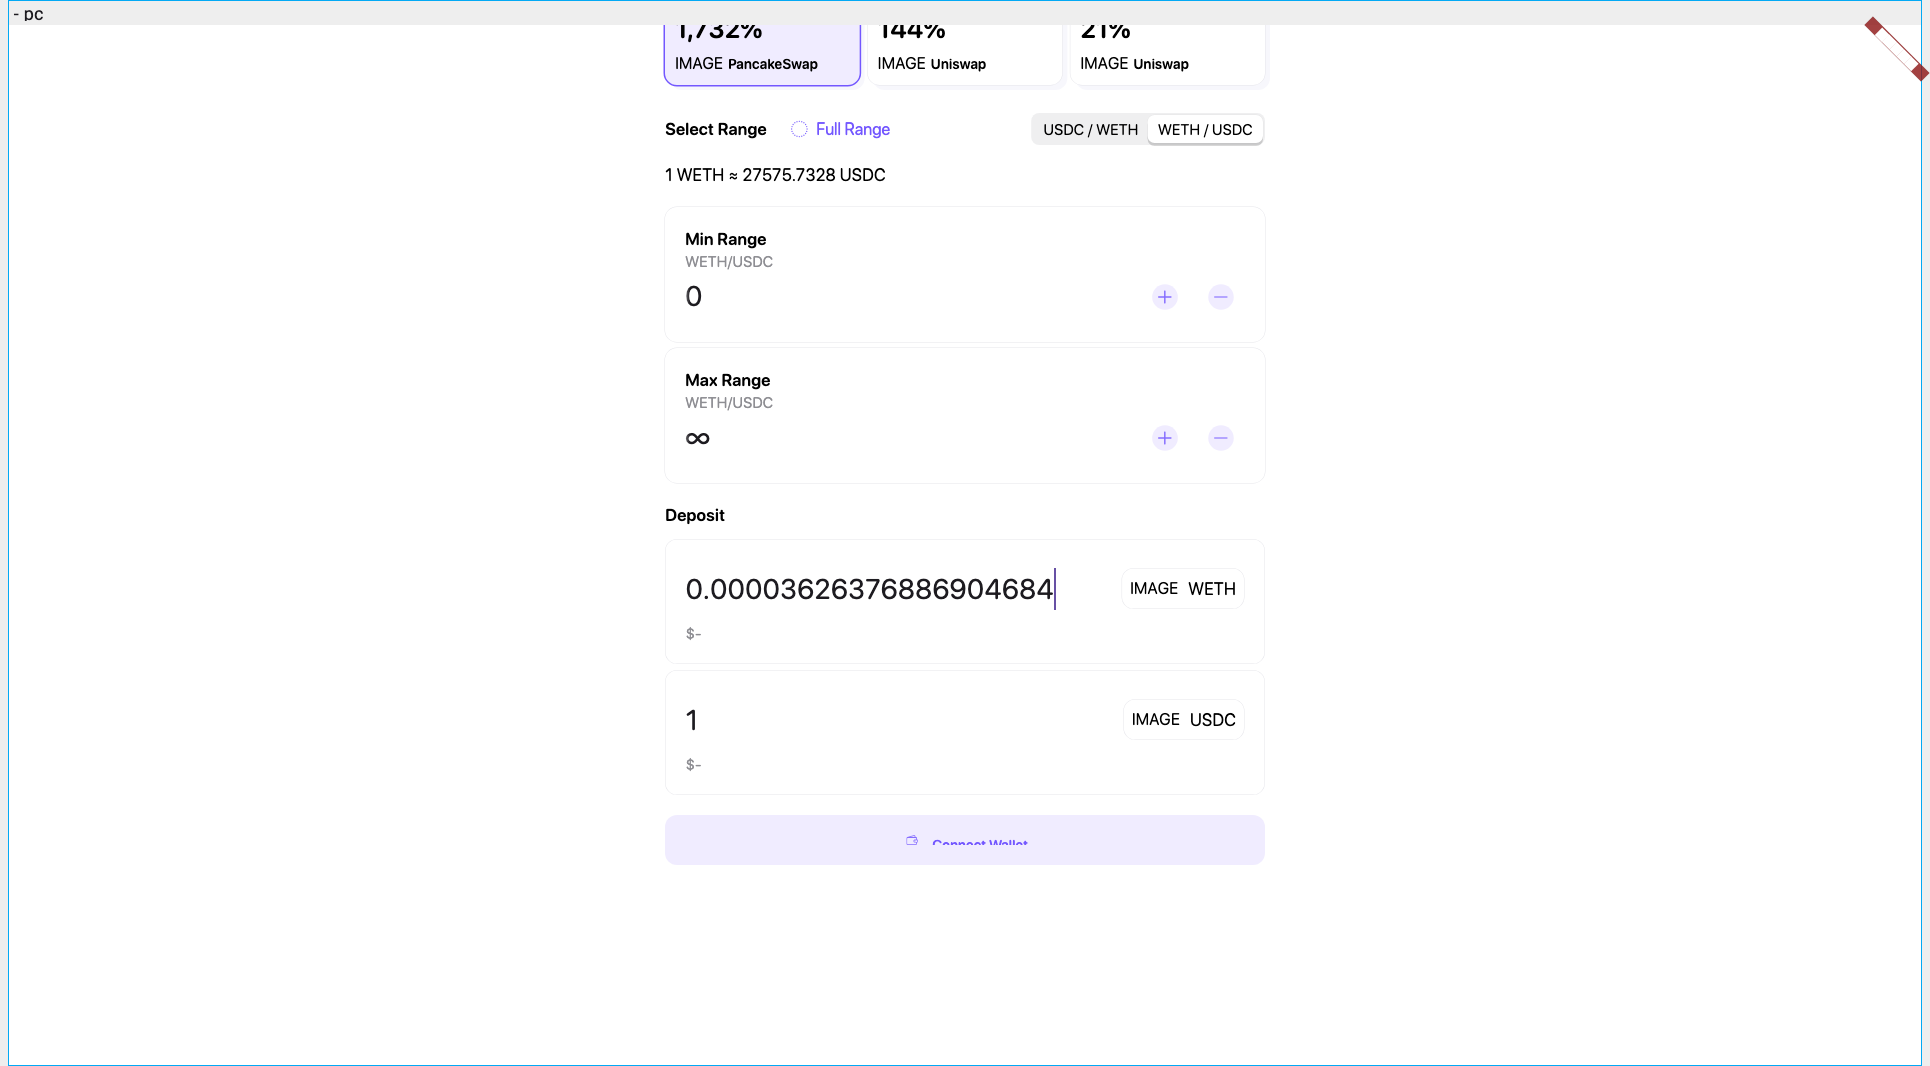 - pc
1,732% 144% 21%
IMAGE PancakeSwap IMAGE Uniswap IMAGE Uniswap
Select Range Full Range USDC / WETH WETH / USDC
1 WETH ≈ 27575.7328 USDC
Min Range
WETH/USDC
0
Max Range
WETH/USDC
∞
Deposit
0.00003626376886904684 IMAGE WETH
$-
1 IMAGE USDC
$-
Connect Wallet